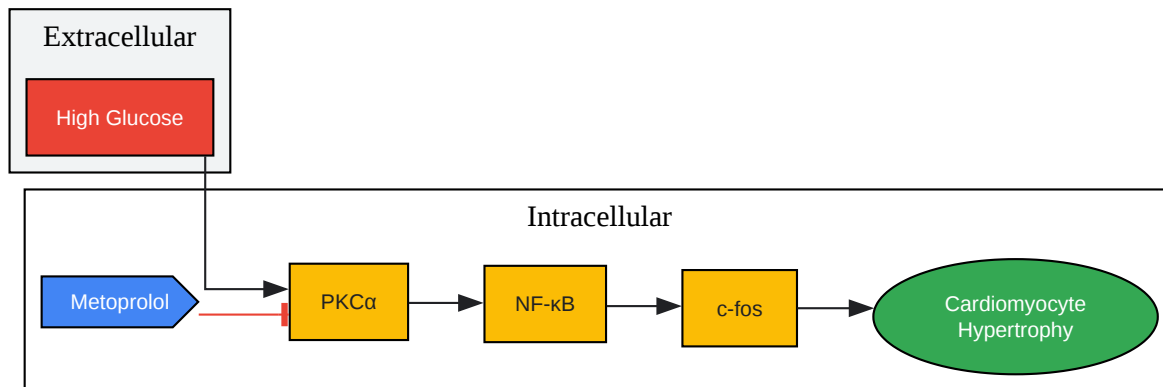 Extracellular
High Glucose
Intracellular
Metoprolol
PKCα
NF-κB
c-fos
Cardiomyocyte
Hypertrophy